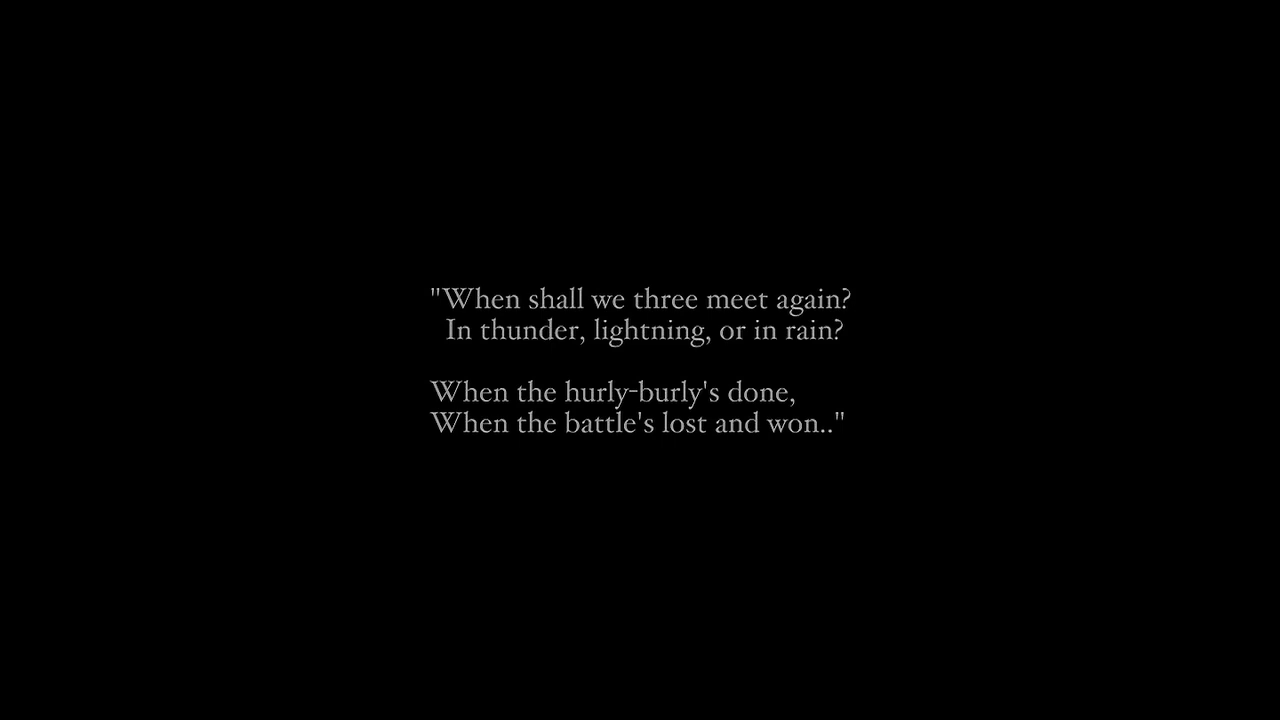 "When shall we three meet again?
In thunder, lightning, or in rain?
When the hurly-burly's done,
When the battle's lost and won.."